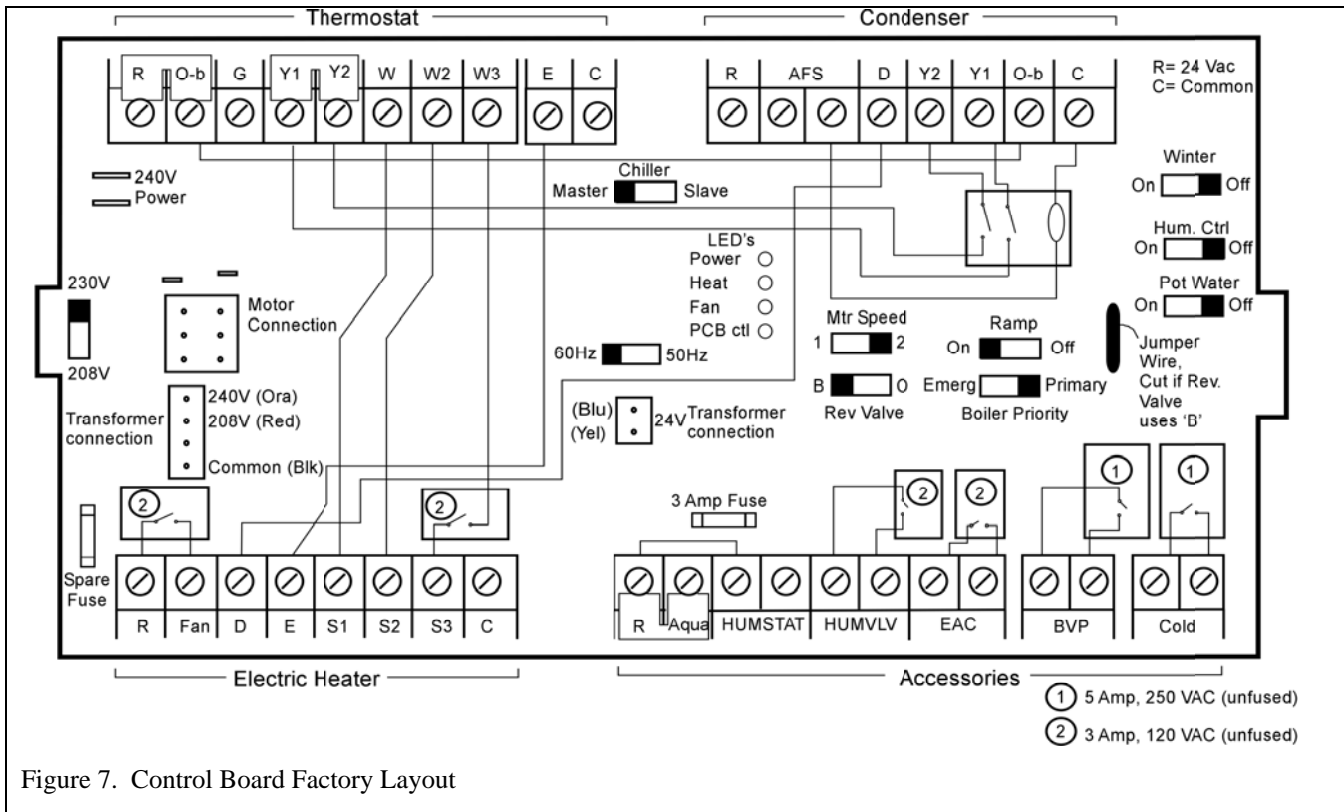 Thermostat
Condenser
R O-b G Y1 Y2 W W2 W3 E C
R AFS D Y2 Y1 O-b C
R= 24 Vac
C= Common
240V
Power
Chiller
Master Slave
Winter
On Off
Hum. Ctrl
On Off
Pot Water
On Off
LED's
Power
Heat
Fan
PCB ctl
230V
208V
Motor
Connection
60Hz 50Hz
Mtr Speed
1 2
Ramp
On Off
B O
Rev Valve
Emerg Primary
Boiler Priority
Jumper
Wire,
Cut if Rev.
Valve
uses ‘B’
Transformer
connection
240V (Ora)
208V (Red)
Common (Blk)
(Blu)
(Yel)
24V Transformer
connection
2
2
3 Amp Fuse
2
2
1
1
Spare
Fuse
R Fan D E S1 S2 S3 C
R Aqua HUMSTAT HUMVLV EAC BVP Cold
Electric Heater
Accessories
1 5 Amp, 250 VAC (unfused)
2 3 Amp, 120 VAC (unfused)
Figure 7. Control Board Factory Layout